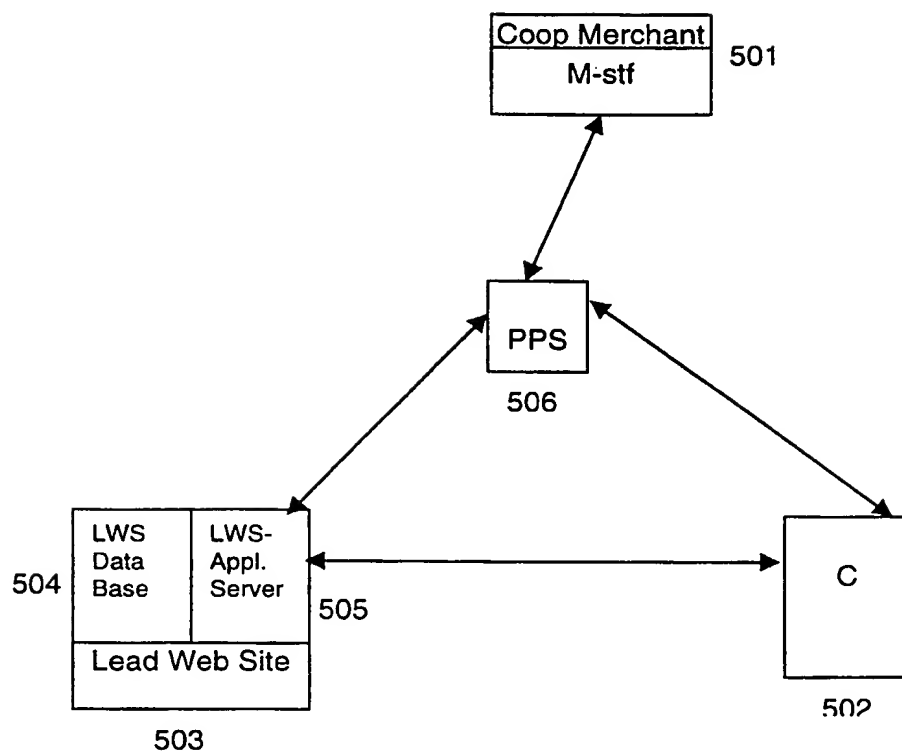 Coop Merchant
M-stf
501
PPS
506
LWS
Data
Base
504
LWS-
Appl.
Server
505
Lead Web Site
503
C
502